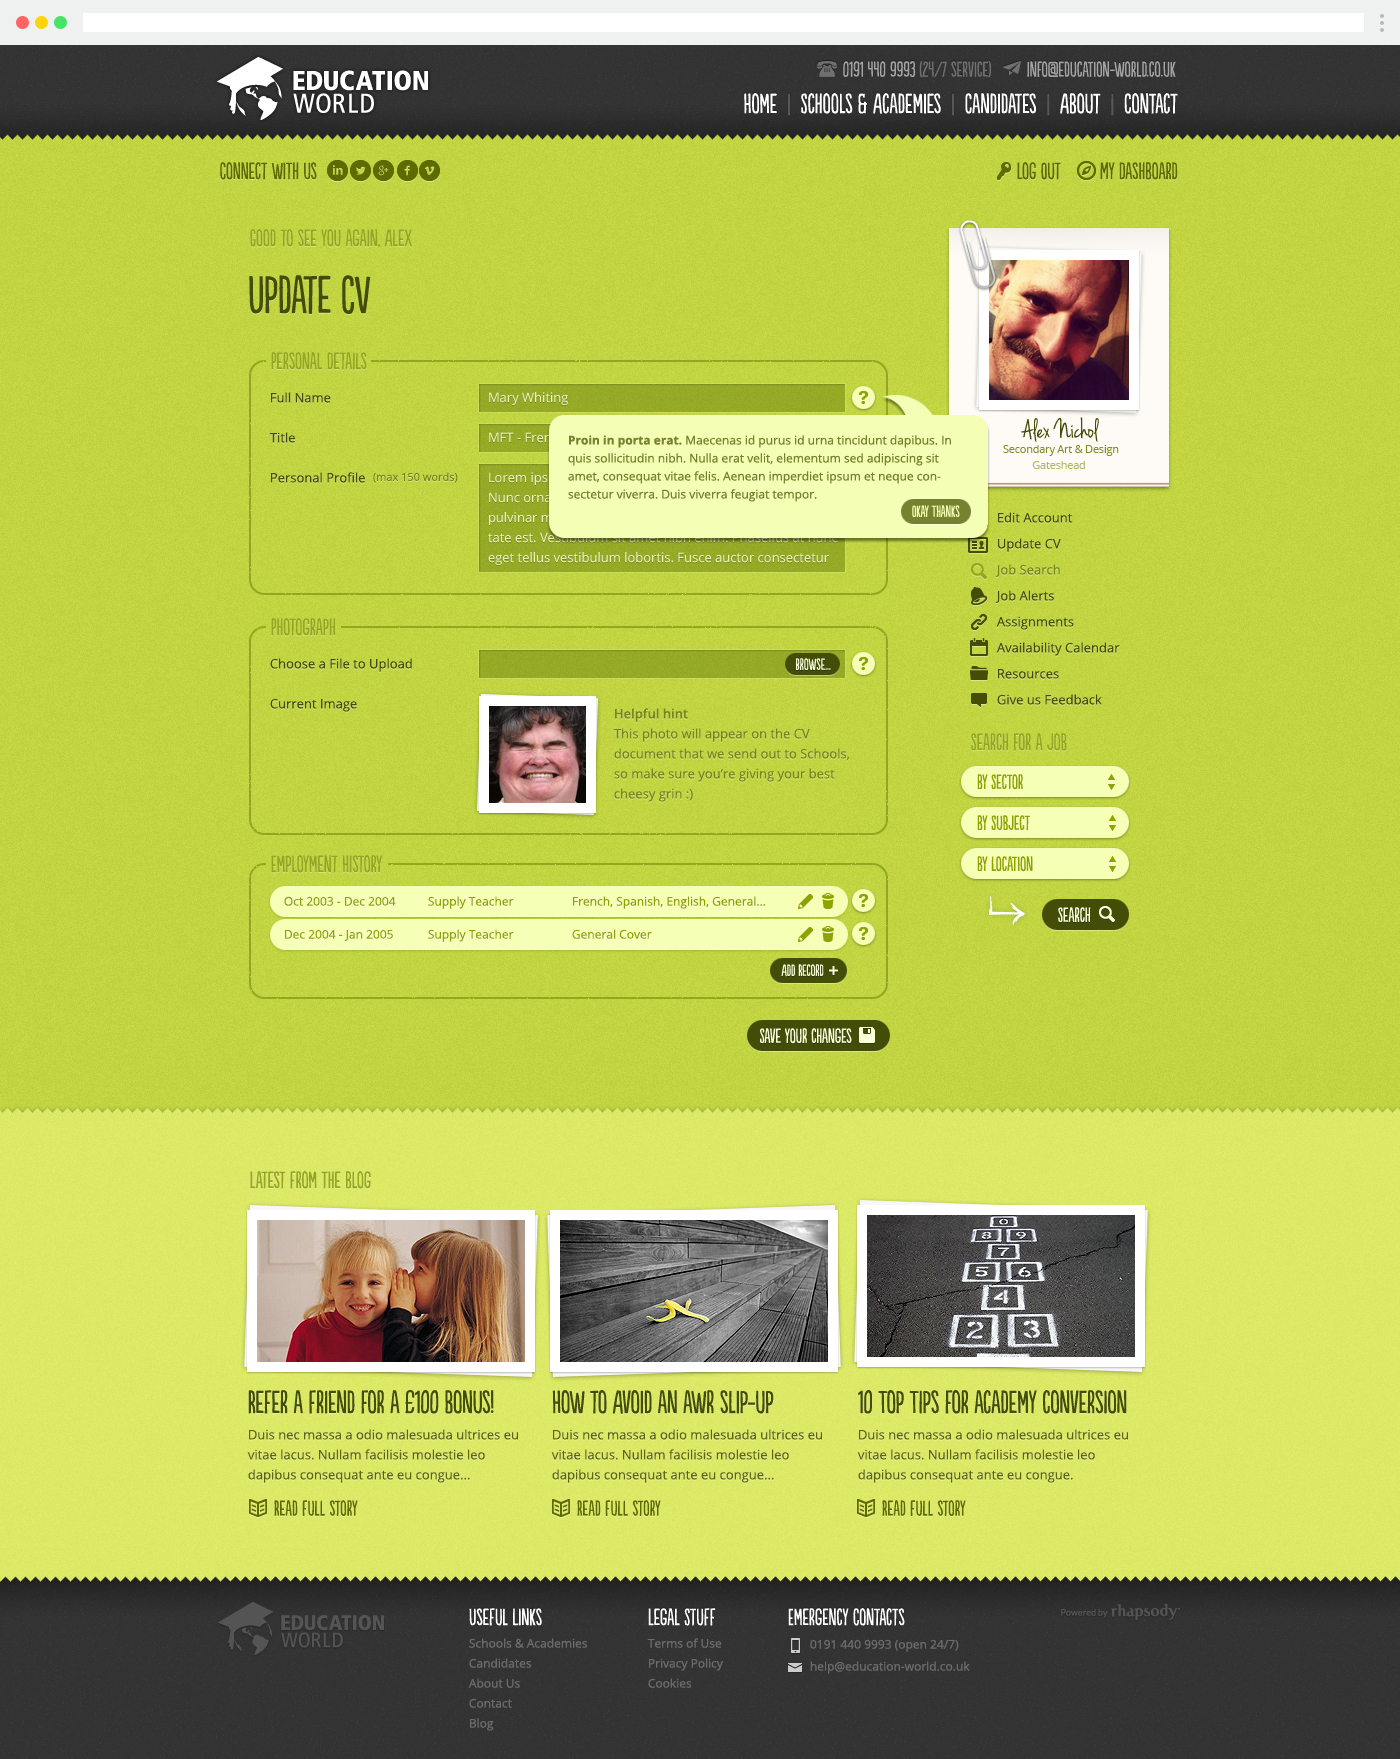 EDUCATION
WORLD
0191 440 9993 (24/7 SERVICE)
INFO@EDUCATION-WORLD.CO.UK
HOME
SCHOOLS & ACADEMIES
CANDIDATES
ABOUT
CONTACT
CONNECT WITH US
LOG OUT
MY DASHBOARD
GOOD TO SEE YOU AGAIN, ALEX
UPDATE CV
PERSONAL DETAILS
Full Name
Mary Whiting
?
Title
MFT -
Personal Profile (max 150 words)
Lorem
Nunc
pulvinar
tate est.
eget tellus vestibulum lobortis. Fusce auctor consectetur
Proin in porta erat. Maecenas id purus id urna tincidunt dapibus. In
quis sollicitudin nibh. Nulla erat velit, elementum sed adipiscing sit
amet, consequat vitae felis. Aenean imperdiet ipsum et neque con-
sectetur viverra. Duis viverra feugiat tempor.
OKAY THANKS
PHOTOGRAPH
Choose a File to Upload
BROWSE...
?
Current Image
Helpful hint
This photo will appear on the CV
document that we send out to Schools,
so make sure you're giving your best
cheesy grin :)
EMPLOYMENT HISTORY
Oct 2003 - Dec 2004
Supply Teacher
French, Spanish, English, General...
?
Dec 2004 - Jan 2005
Supply Teacher
General Cover
?
ADD RECORD +
SAVE YOUR CHANGES
Alex Nichol
Secondary Art & Design
Gateshead
Edit Account
Update CV
Job Search
Job Alerts
Assignments
Availability Calendar
Resources
Give us Feedback
SEARCH FOR A JOB
BY SECTOR
BY SUBJECT
BY LOCATION
SEARCH
LATEST FROM THE BLOG
0
8 9
7
5 6
4
2 3
REFER A FRIEND FOR A £100 BONUS!
Duis nec massa a odio malesuada ultrices eu
vitae lacus. Nullam facilisis molestie leo
dapibus consequat ante eu congue...
READ FULL STORY
HOW TO AVOID AN AWR SLIP-UP
Duis nec massa a odio malesuada ultrices eu
vitae lacus. Nullam facilisis molestie leo
dapibus consequat ante eu congue...
READ FULL STORY
10 TOP TIPS FOR ACADEMY CONVERSION
Duis nec massa a odio malesuada ultrices eu
vitae lacus. Nullam facilisis molestie leo
dapibus consequat ante eu congue.
READ FULL STORY
EDUCATION
WORLD
USEFUL LINKS
Schools & Academies
Candidates
About Us
Contact
Blog
LEGAL STUFF
Terms of Use
Privacy Policy
Cookies
EMERGENCY CONTACTS
0191 440 9993 (open 24/7)
help@education-world.co.uk
Powered by rhapsody